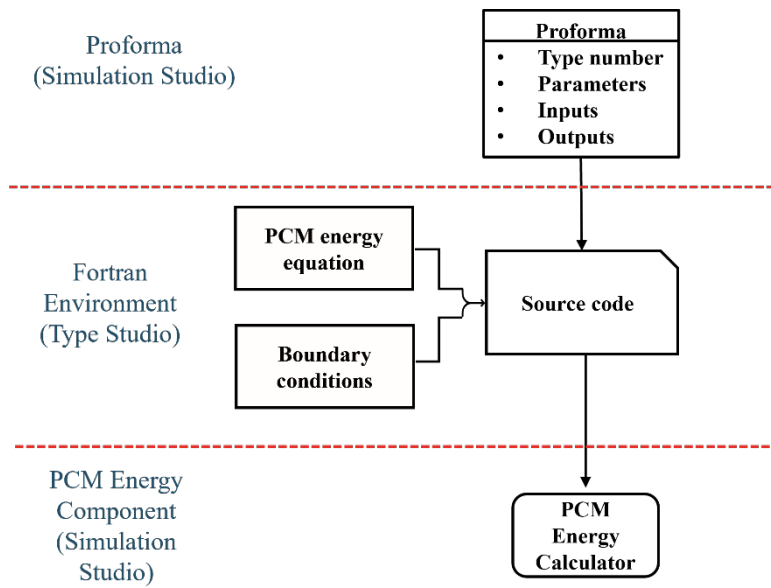 Proforma
(Simulation Studio)
Proforma
• Type number
• Parameters
• Inputs
• Outputs
Fortran
Environment
(Type Studio)
PCM energy
equation
Boundary
conditions
Source code
PCM Energy
Component
(Simulation
Studio)
PCM
Energy
Calculator